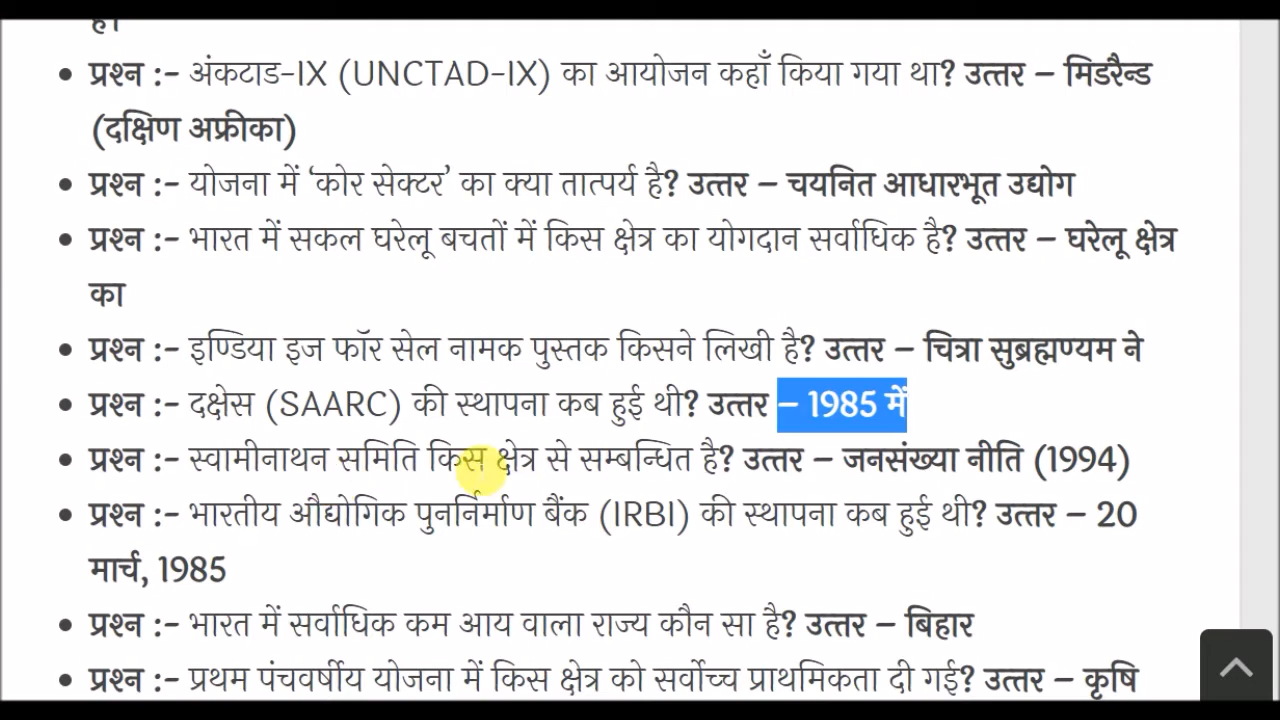 है।
प्रश्न :- अंकटाड-IX (UNCTAD-IX) का आयोजन कहाँ किया गया था? उत्तर – मिडरैन्ड
(दक्षिण अफ्रीका)
प्रश्न :- योजना में ‘कोर सेक्टर’ का क्या तात्पर्य है? उत्तर – चयनित आधारभूत उद्योग
प्रश्न :- भारत में सकल घरेलू बचतों में किस क्षेत्र का योगदान सर्वाधिक है? उत्तर – घरेलू क्षेत्र
का
प्रश्न :- इण्डिया इज फॉर सेल नामक पुस्तक किसने लिखी है? उत्तर – चित्रा सुब्रह्मण्यम ने
प्रश्न :- दक्षेस (SAARC) की स्थापना कब हुई थी? उत्तर – 1985 में
प्रश्न :- स्वामीनाथन समिति किस क्षेत्र से सम्बन्धित है? उत्तर – जनसंख्या नीति (1994)
प्रश्न :- भारतीय औद्योगिक पुनर्निर्माण बैंक (IRBI) की स्थापना कब हुई थी? उत्तर – 20
मार्च, 1985
प्रश्न :- भारत में सर्वाधिक कम आय वाला राज्य कौन सा है? उत्तर – बिहार
प्रश्न :- प्रथम पंचवर्षीय योजना में किस क्षेत्र को सर्वोच्च प्राथमिकता दी गई? उत्तर – कृषि